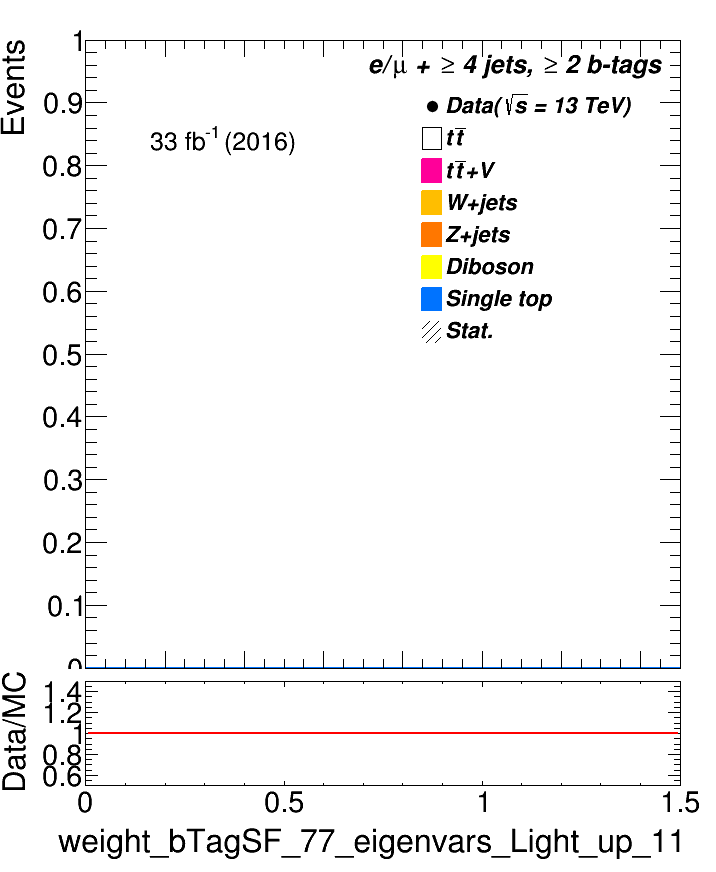 Events
1
0.9
0.8
0.7
0.6
0.5
0.4
0.3
0.2
0.1
0
e/μ + ≥ 4 jets, ≥ 2 b-tags
33 fb⁻¹ (2016)
Data(√s = 13 TeV)
tt̅
tt̅+V
W+jets
Z+jets
Diboson
Single top
Stat.
Data/MC
1.4
1.2
1
0.8
0.6
0 0.5 1 1.5
weight_bTagSF_77_eigenvars_Light_up_11